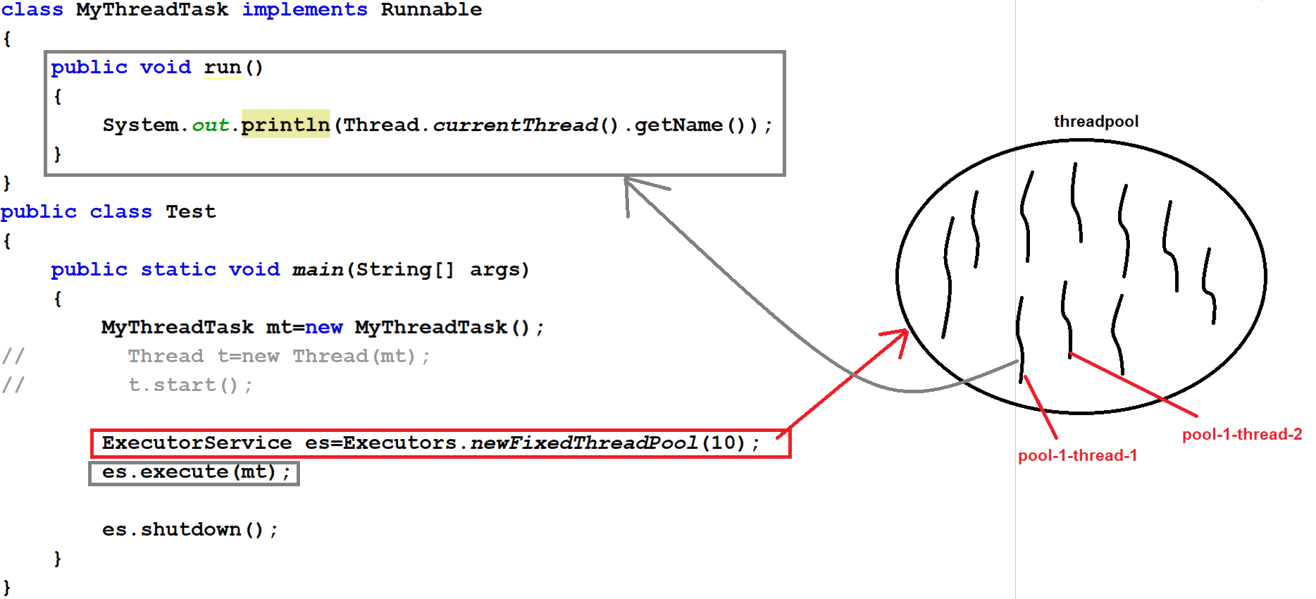 class MyThreadTask implements Runnable
{
public void run()
{
System.out.println(Thread.currentThread().getName());
}
}
public class Test
{
public static void main(String[] args)
{
MyThreadTask mt=new MyThreadTask();
// Thread t=new Thread(mt);
// t.start();
ExecutorService es=Executors.newFixedThreadPool(10);
es.execute(mt);
es.shutdown();
}
}
threadpool
pool-1-thread-2
pool-1-thread-1